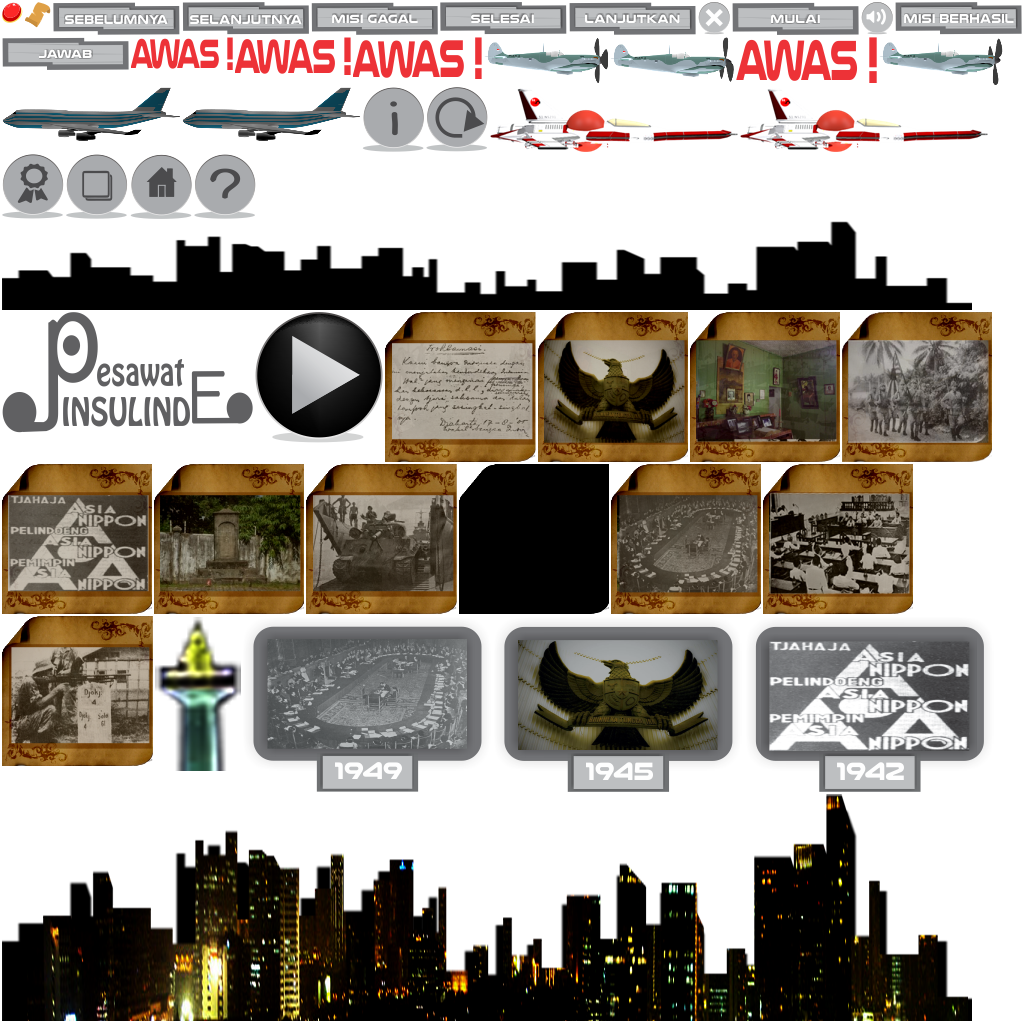 SEBELUMNYA
SELANJUTNYA
MISI GAGAL
SELESAI
LANJUTKAN
MULAI
MISI BERHASIL
JAWAB
AWAS !
AWAS !
AWAS !
AWAS !
i
?
Pesawat
INSULINDE
Proklamasi.
TJAHAJA
ASIA
NIPPON
PELINDOENG
ASIA
NIPPON
PEMIMPIN
ASIA
NIPPON
1949
1945
TJAHAJA
ASIA
NIPPON
PELINDOENG
ASIA
NIPPON
PEMIMPIN
ASIA
NIPPON
1942